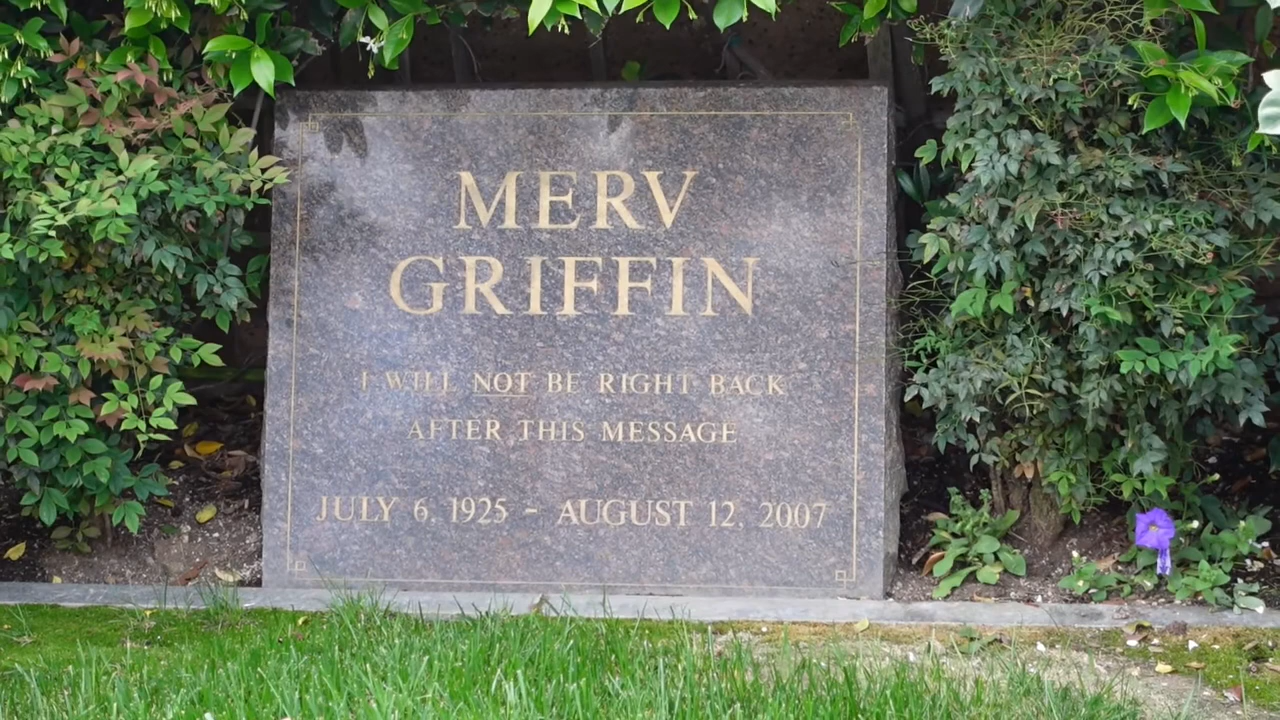 MERV
GRIFFIN
I WILL NOT BE RIGHT BACK
AFTER THIS MESSAGE
JULY 6, 1925 - AUGUST 12, 2007